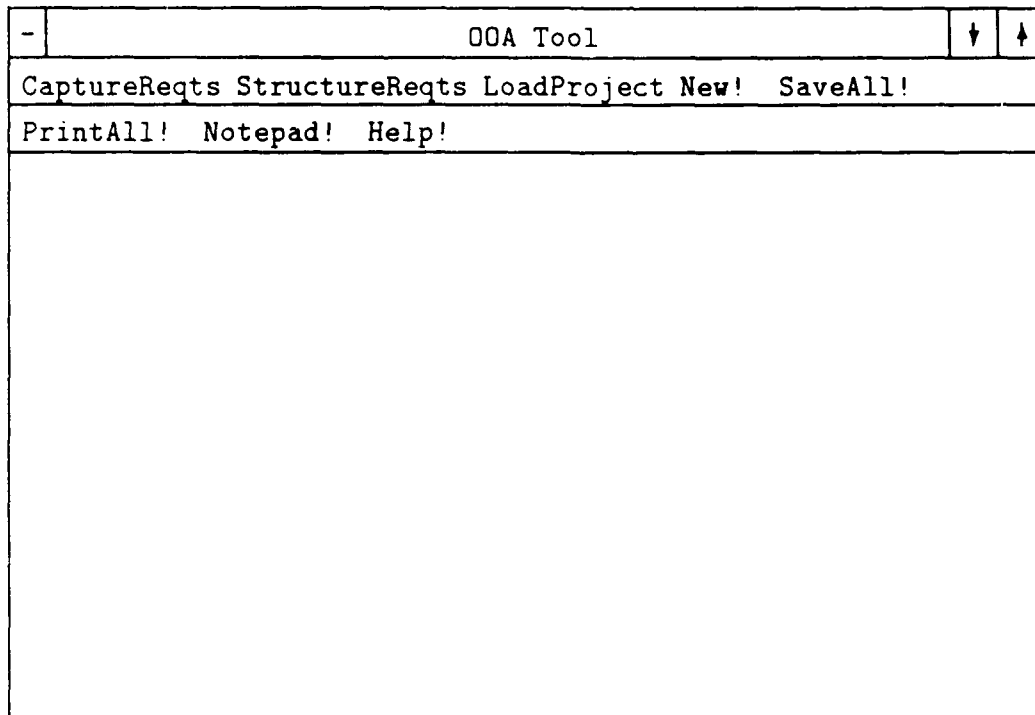 - OOA Tool
CaptureReqts StructureReqts LoadProject New! SaveAll!
PrintAll! Notepad! Help!